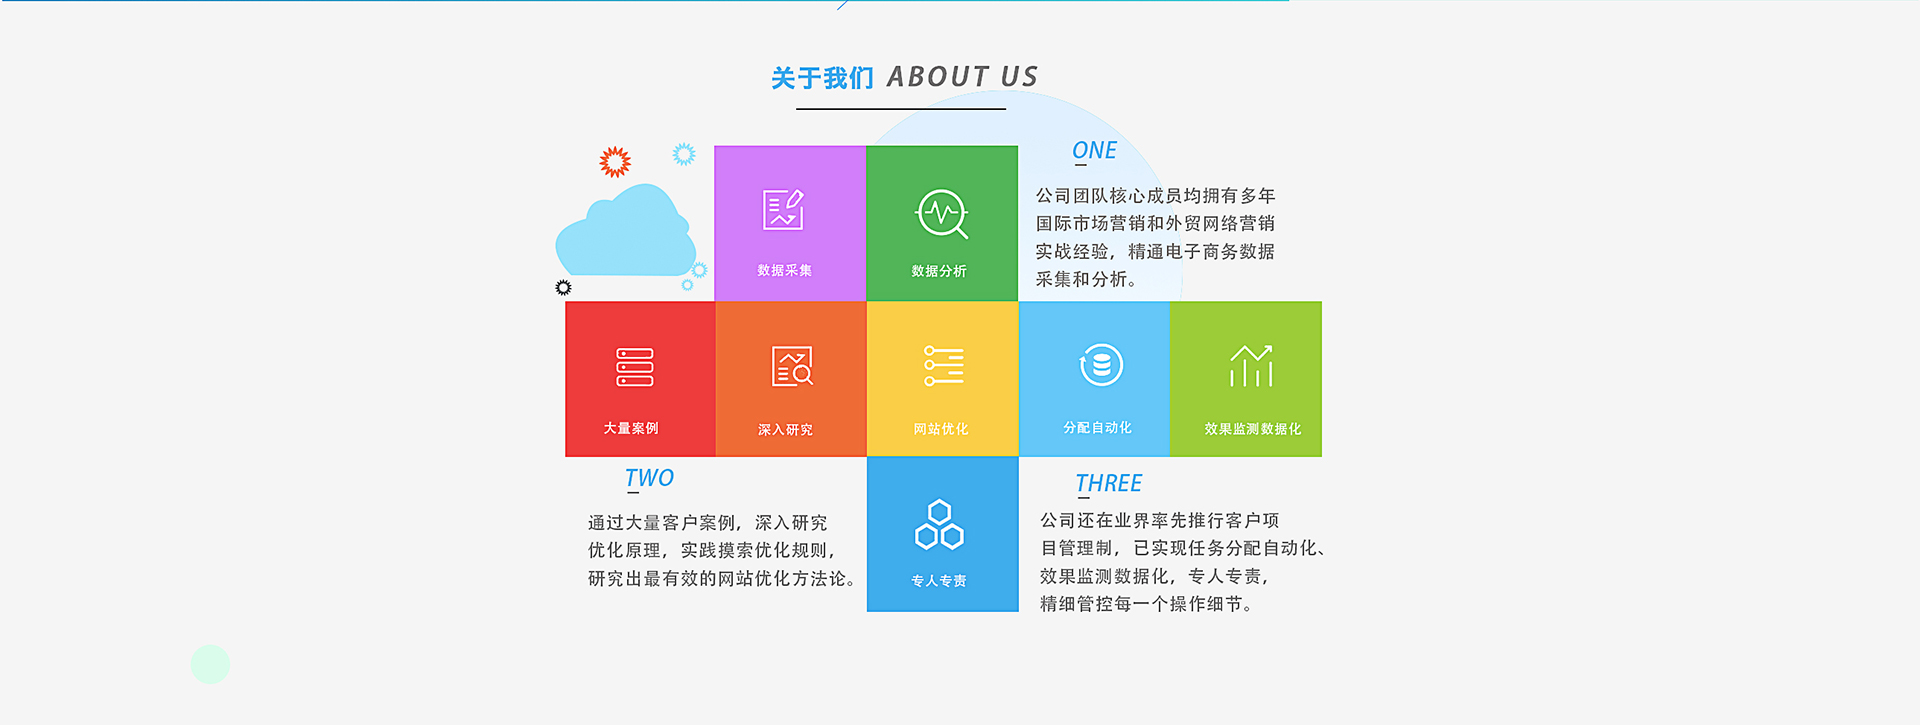 关于我们 ABOUT US
ONE
公司团队核心成员均拥有多年
国际市场营销和外贸网络营销
实战经验，精通电子商务数据
采集和分析。
数据采集
数据分析
大量案例
深入研究
网站优化
分配自动化
效果监测数据化
TWO
通过大量客户案例，深入研究
优化原理，实践摸索优化规则，
研究出最有效的网站优化方法论。
专人专责
THREE
公司还在业界率先推行客户项
目管理制，已实现任务分配自动化、
效果监测数据化，专人专责，
精细管控每一个操作细节。